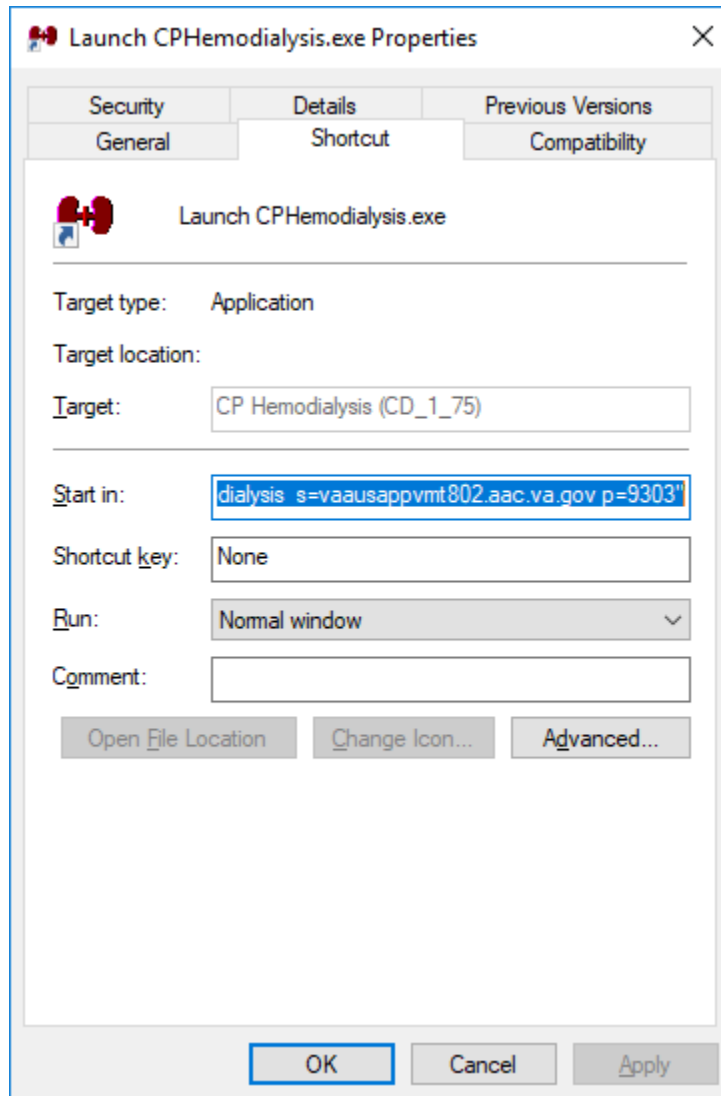 Launch CPHemodialysis.exe Properties
Security Details Previous Versions
General Shortcut Compatibility
Launch CPHemodialysis.exe
Target type: Application
Target location:
Target: CP Hemodialysis (CD_1_75)
Start in: dialysis s=vaausappvmt802.aac.va.gov p=9303"
Shortcut key: None
Run: Normal window
Comment:
Open File Location Change Icon... Advanced...
OK Cancel Apply